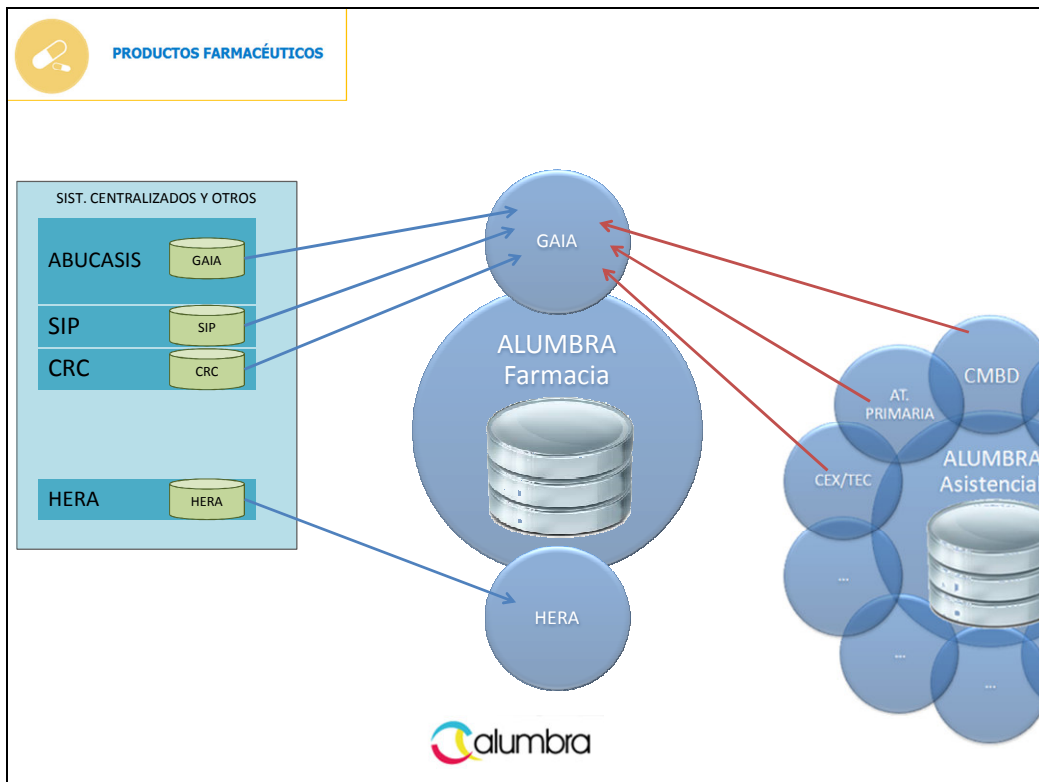 PRODUCTOS FARMACÉUTICOS
SIST. CENTRALIZADOS Y OTROS
ABUCASIS
GAIA
SIP
SIP
CRC
CRC
HERA
HERA
GAIA
ALUMBRA
Farmacia
HERA
CMBD
AT.
PRIMARIA
CEX/TEC
ALUMBRA
Asistencial
...
...
...
alumbra